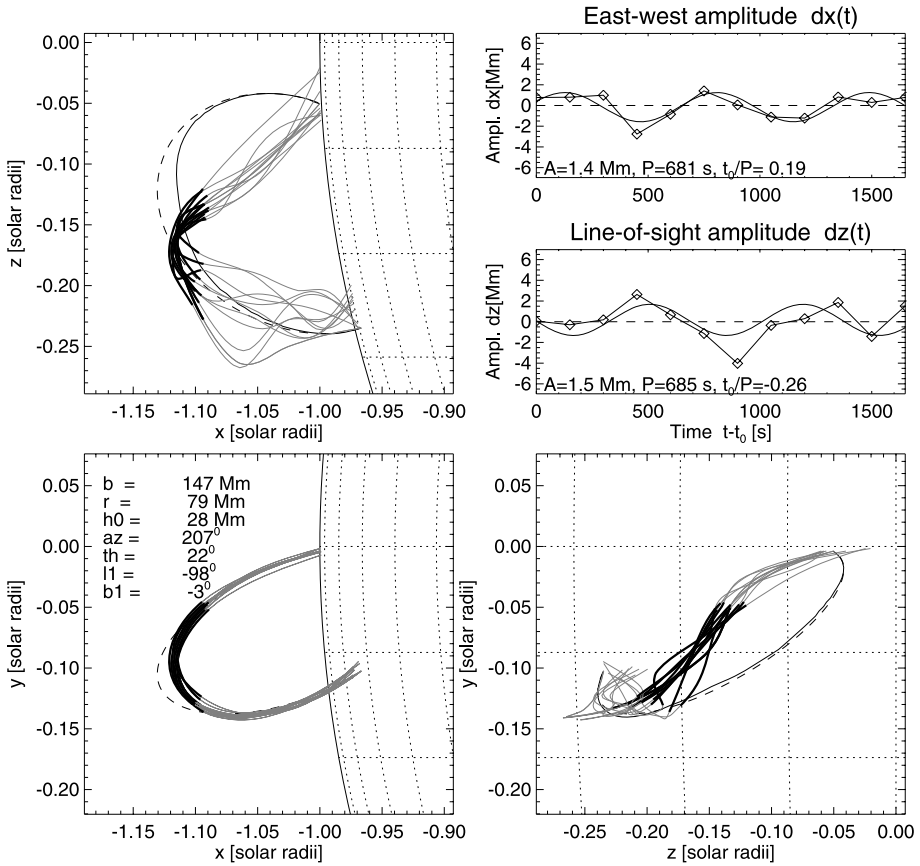 East-west amplitude dx(t)
0.00
-0.05
-0.10
-0.15
-0.20
-0.25
z [solar radii]
-1.15 -1.10 -1.05 -1.00 -0.95 -0.90
x [solar radii]
6
4
2
0
-2
-4
-6
Ampl. dx[Mm]
A=1.4 Mm, P=681 s, t0/P= 0.19
0 500 1000 1500
Line-of-sight amplitude dz(t)
6
4
2
0
-2
-4
-6
Ampl. dz[Mm]
A=1.5 Mm, P=685 s, t0/P=-0.26
0 500 1000 1500
Time t-t0 [s]
0.05
0.00
-0.05
-0.10
-0.15
-0.20
y [solar radii]
b = 147 Mm
r = 79 Mm
h0 = 28 Mm
az = 207⁰
th = 22⁰
l1 = -98⁰
b1 = -3⁰
-1.15 -1.10 -1.05 -1.00 -0.95 -0.90
x [solar radii]
0.05
0.00
-0.05
-0.10
-0.15
-0.20
y [solar radii]
-0.25 -0.20 -0.15 -0.10 -0.05 0.00
z [solar radii]